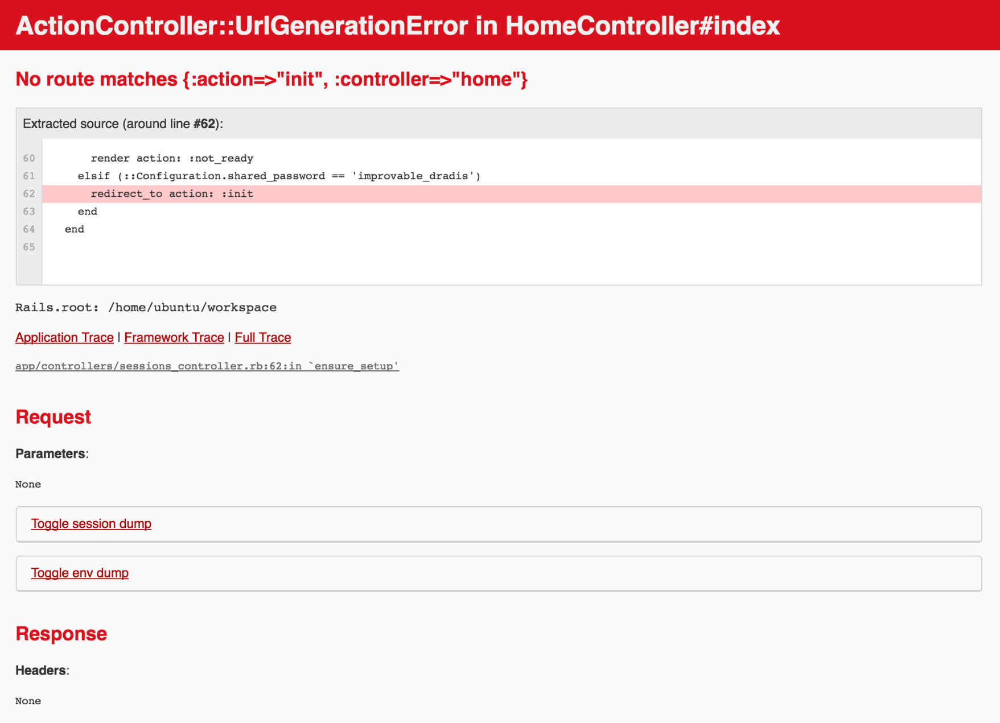 ActionController::UrlGenerationError in HomeController#index
No route matches {:action=>"init", :controller=>"home"}
Extracted source (around line #62):
60 render action: :not_ready
61 elsif (::Configuration.shared_password == 'improvable_dradis')
62 redirect_to action: :init
63 end
64 end
65
Rails.root: /home/ubuntu/workspace
Application Trace | Framework Trace | Full Trace
app/controllers/sessions_controller.rb:62:in `ensure_setup'
Request
Parameters:
None
Toggle session dump
Toggle env dump
Response
Headers:
None